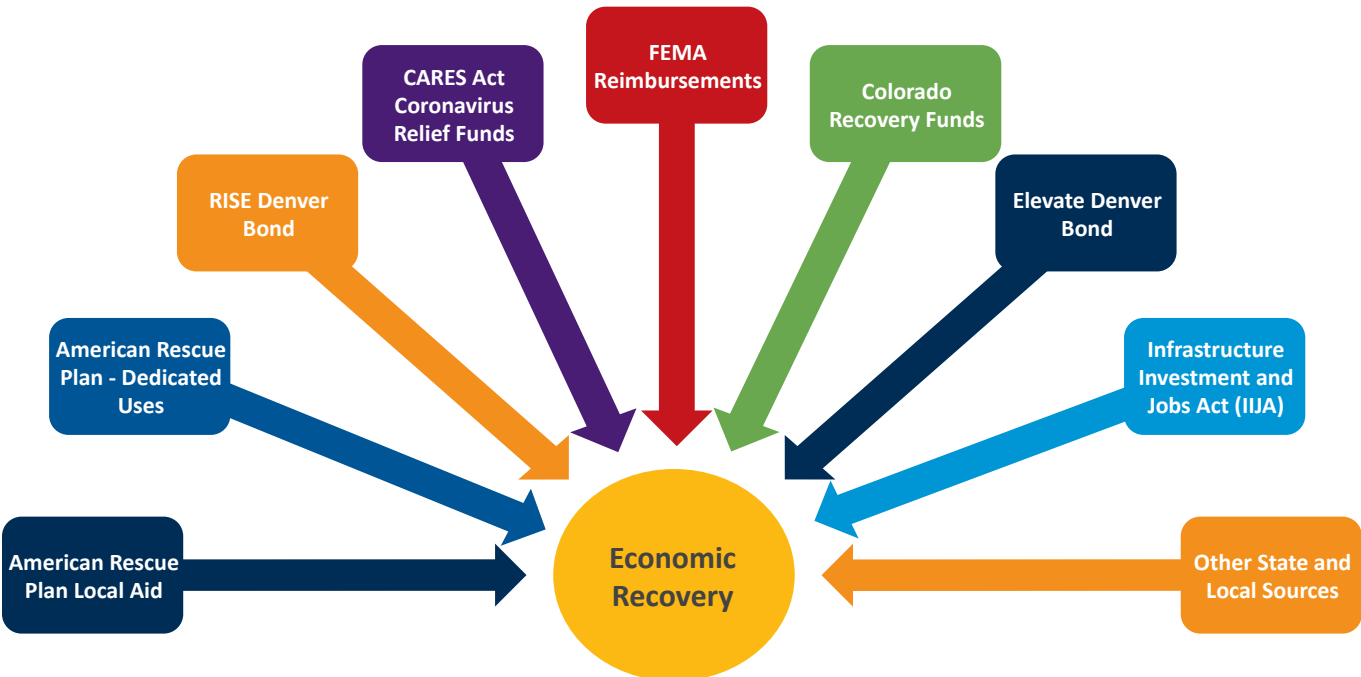 FEMA
Reimbursements
CARES Act
Coronavirus
Relief Funds
Colorado
Recovery Funds
RISE Denver
Bond
Elevate Denver
Bond
American Rescue
Plan - Dedicated
Uses
Infrastructure
Investment and
Jobs Act (IIJA)
American Rescue
Plan Local Aid
Economic
Recovery
Other State and
Local Sources